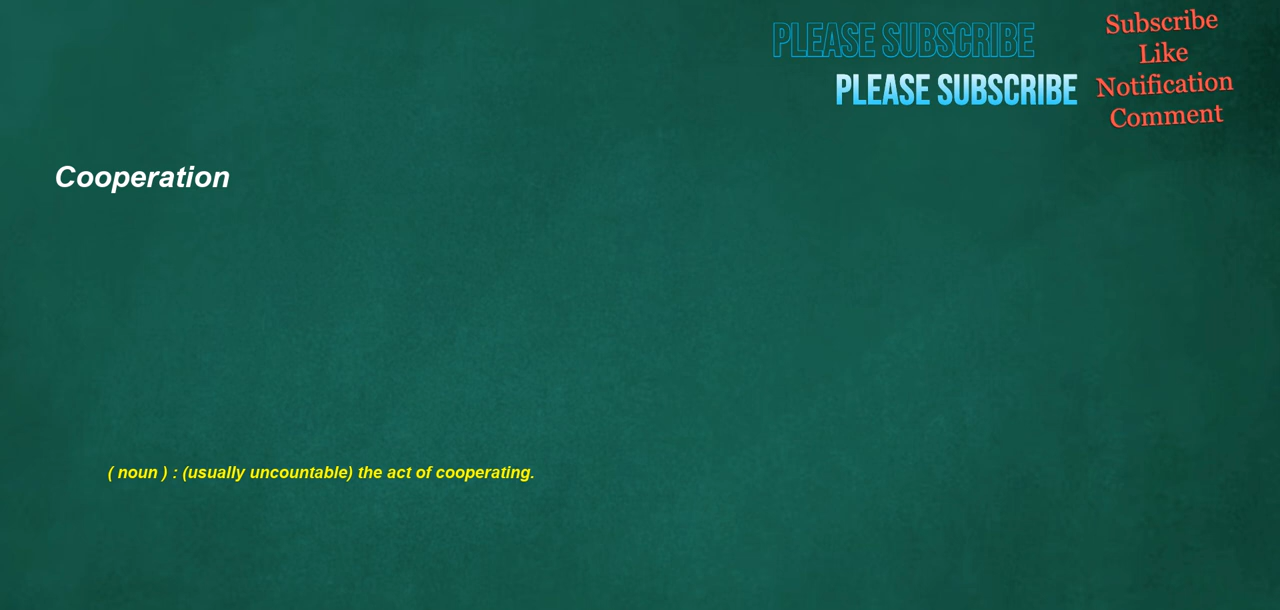 PLEASE SUBSCRIBE
PLEASE SUBSCRIBE
Subscribe
Like
Notification
Comment
Cooperation
( noun ) : (usually uncountable) the act of cooperating.